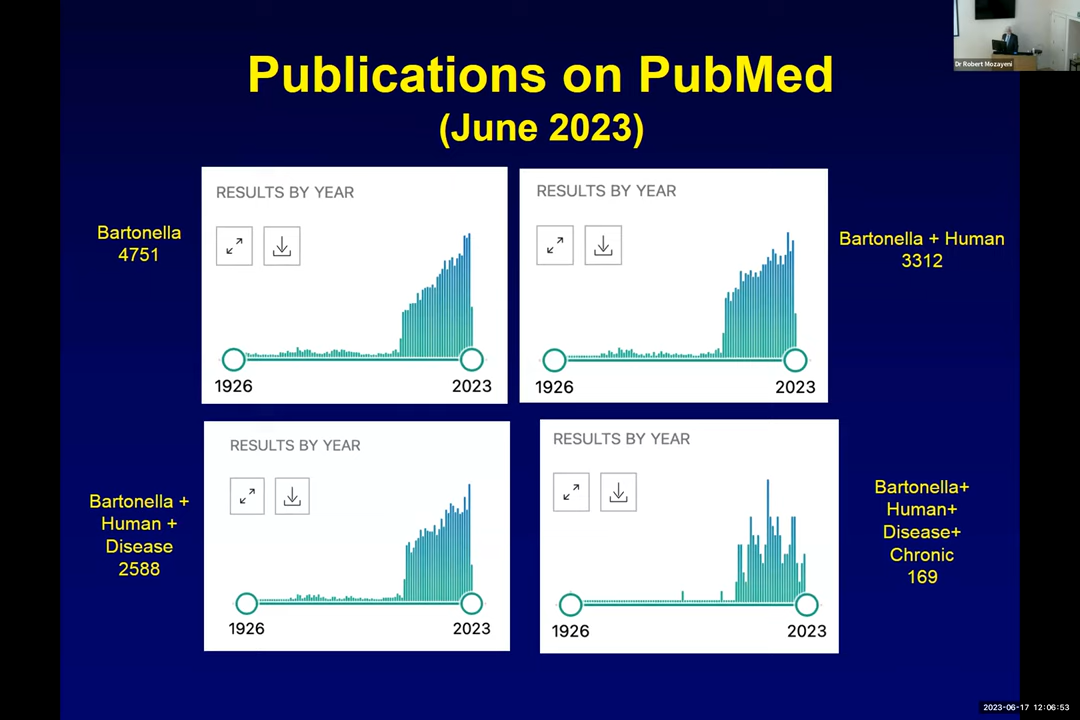 Publications on PubMed
(June 2023)
Dr Robert Mozayeni
Bartonella
4751
RESULTS BY YEAR
1926
2023
RESULTS BY YEAR
1926
2023
Bartonella + Human
3312
Bartonella +
Human +
Disease
2588
RESULTS BY YEAR
1926
2023
RESULTS BY YEAR
1926
2023
Bartonella+
Human+
Disease+
Chronic
169
2023-06-17 12:06:53